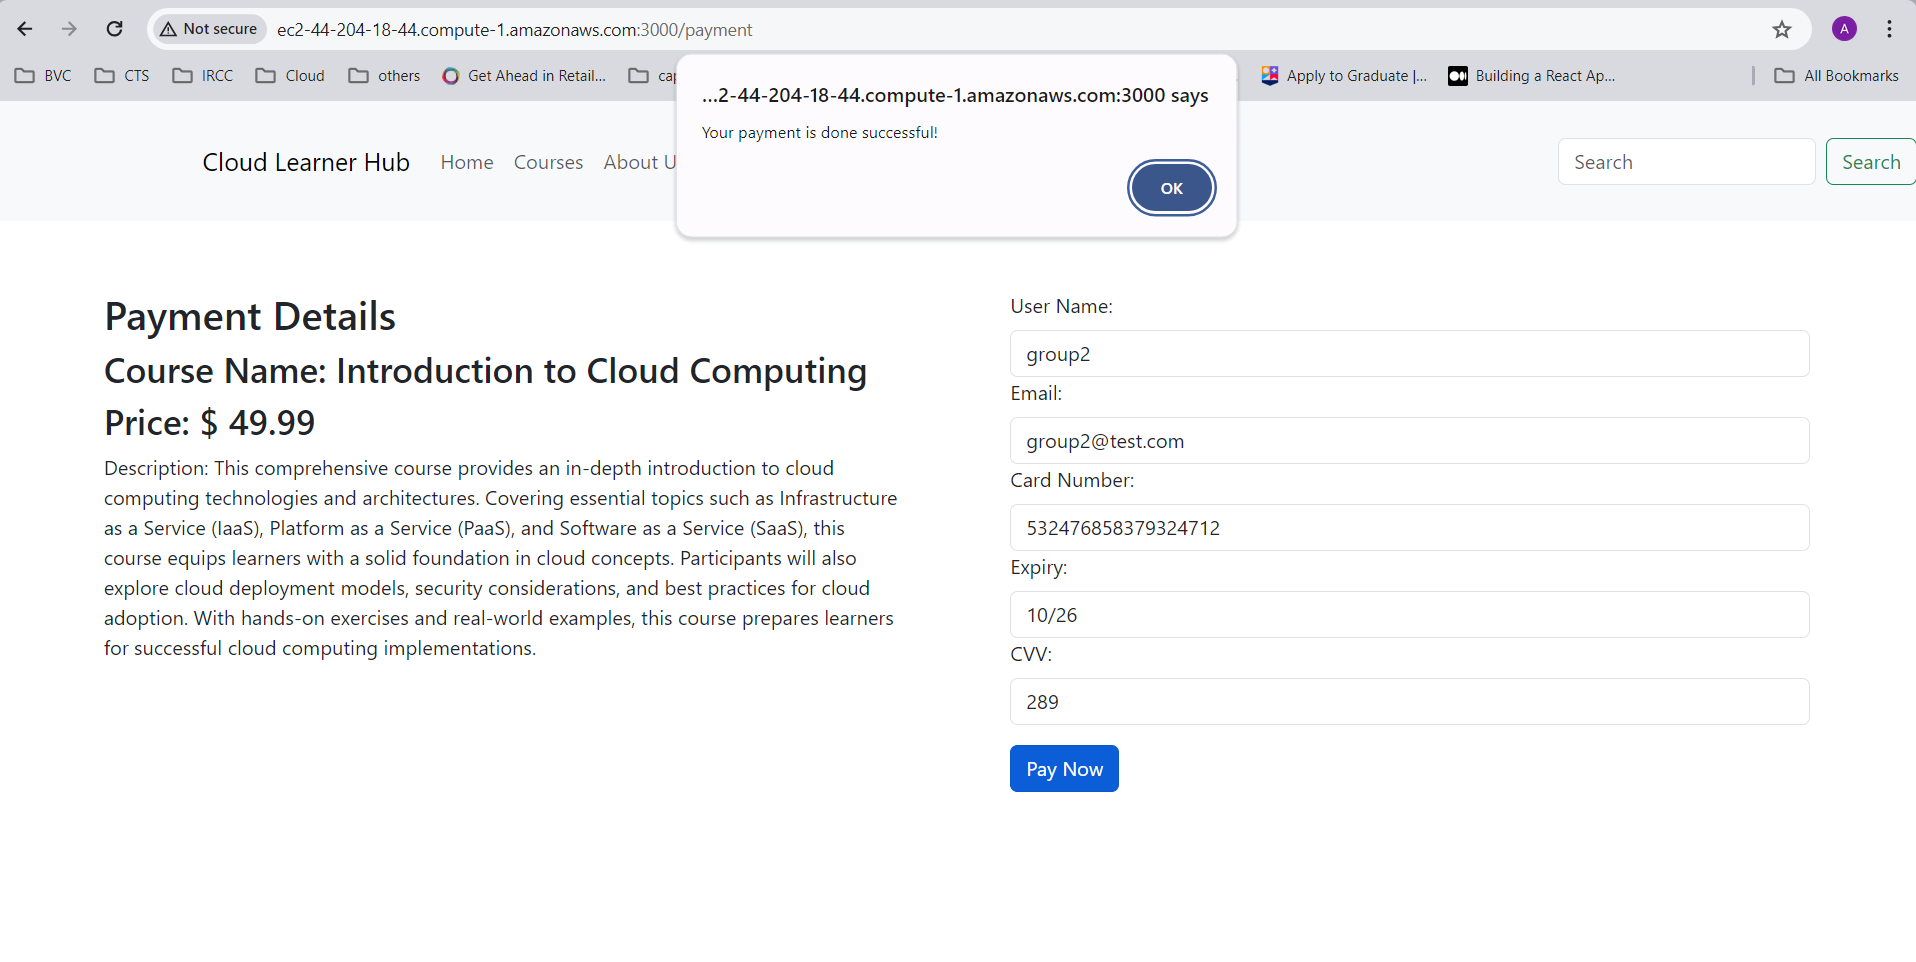 Not secure
ec2-44-204-18-44.compute-1.amazonaws.com:3000/payment
A
BVC
CTS
IRCC
Cloud
others
Get Ahead in Retail...
Apply to Graduate |...
Building a React Ap...
All Bookmarks
...2-44-204-18-44.compute-1.amazonaws.com:3000 says
Your payment is done successful!
OK
Cloud Learner Hub
Home
Courses
About U
Search
Search
Payment Details
Course Name: Introduction to Cloud Computing
Price: $ 49.99
Description: This comprehensive course provides an in-depth introduction to cloud
computing technologies and architectures. Covering essential topics such as Infrastructure
as a Service (IaaS), Platform as a Service (PaaS), and Software as a Service (SaaS), this
course equips learners with a solid foundation in cloud concepts. Participants will also
explore cloud deployment models, security considerations, and best practices for cloud
adoption. With hands-on exercises and real-world examples, this course prepares learners
for successful cloud computing implementations.
User Name:
group2
Email:
group2@test.com
Card Number:
532476858379324712
Expiry:
10/26
CVV:
289
Pay Now